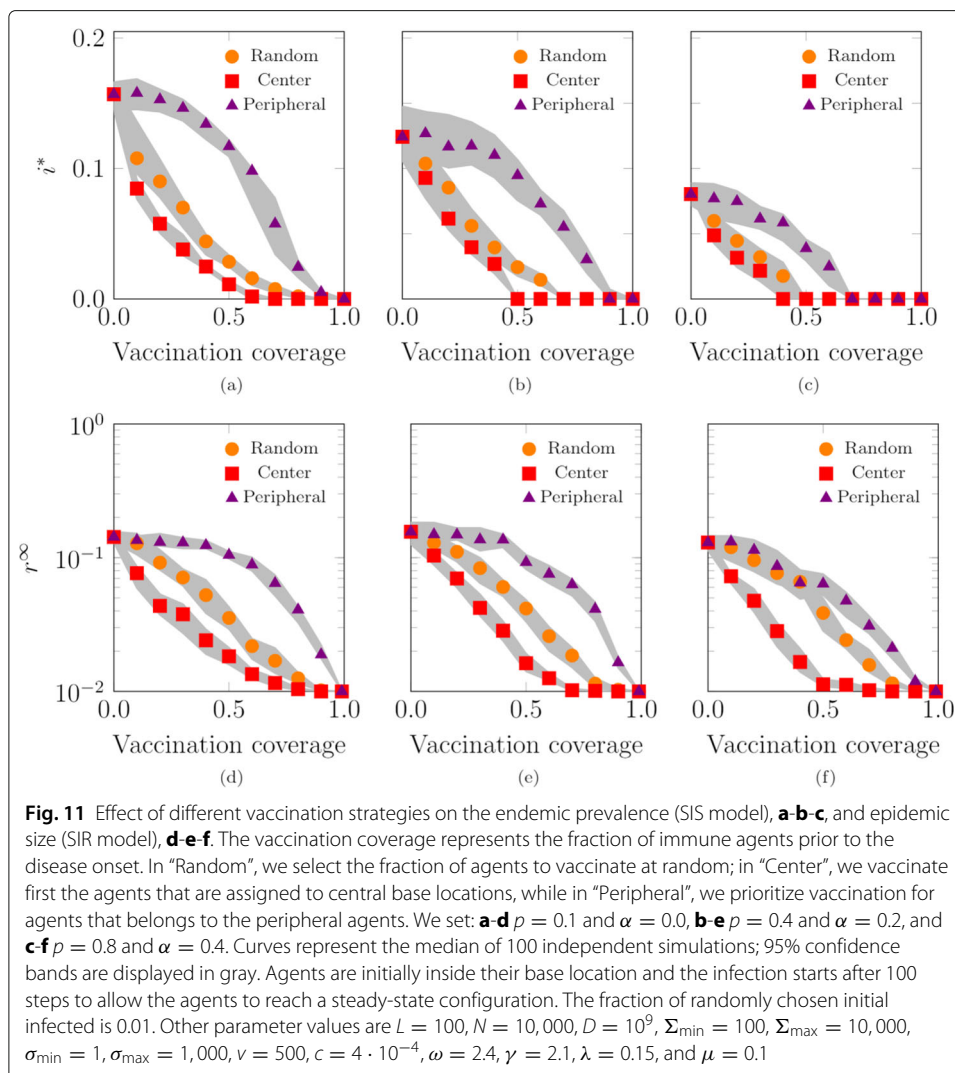 0.2
0.1
0.0
i*
Random
Center
Peripheral
0.0 0.5 1.0
Vaccination coverage
(a)
Random
Center
Peripheral
0.0 0.5 1.0
Vaccination coverage
(b)
Random
Center
Peripheral
0.0 0.5 1.0
Vaccination coverage
(c)
10⁰
10⁻¹
10⁻²
r^∞
Random
Center
Peripheral
0.0 0.5 1.0
Vaccination coverage
(d)
Random
Center
Peripheral
0.0 0.5 1.0
Vaccination coverage
(e)
Random
Center
Peripheral
0.0 0.5 1.0
Vaccination coverage
(f)
Fig. 11 Effect of different vaccination strategies on the endemic prevalence (SIS model), a-b-c, and epidemic
size (SIR model), d-e-f. The vaccination coverage represents the fraction of immune agents prior to the
disease onset. In “Random”, we select the fraction of agents to vaccinate at random; in “Center”, we vaccinate
first the agents that are assigned to central base locations, while in “Peripheral”, we prioritize vaccination for
agents that belongs to the peripheral agents. We set: a-d p = 0.1 and α = 0.0, b-e p = 0.4 and α = 0.2, and
c-f p = 0.8 and α = 0.4. Curves represent the median of 100 independent simulations; 95% confidence
bands are displayed in gray. Agents are initially inside their base location and the infection starts after 100
steps to allow the agents to reach a steady-state configuration. The fraction of randomly chosen initial
infected is 0.01. Other parameter values are L = 100, N = 10,000, D = 10⁹, Σmin = 100, Σmax = 10,000,
σmin = 1, σmax = 1,000, v = 500, c = 4 · 10⁻⁴, ω = 2.4, γ = 2.1, λ = 0.15, and μ = 0.1